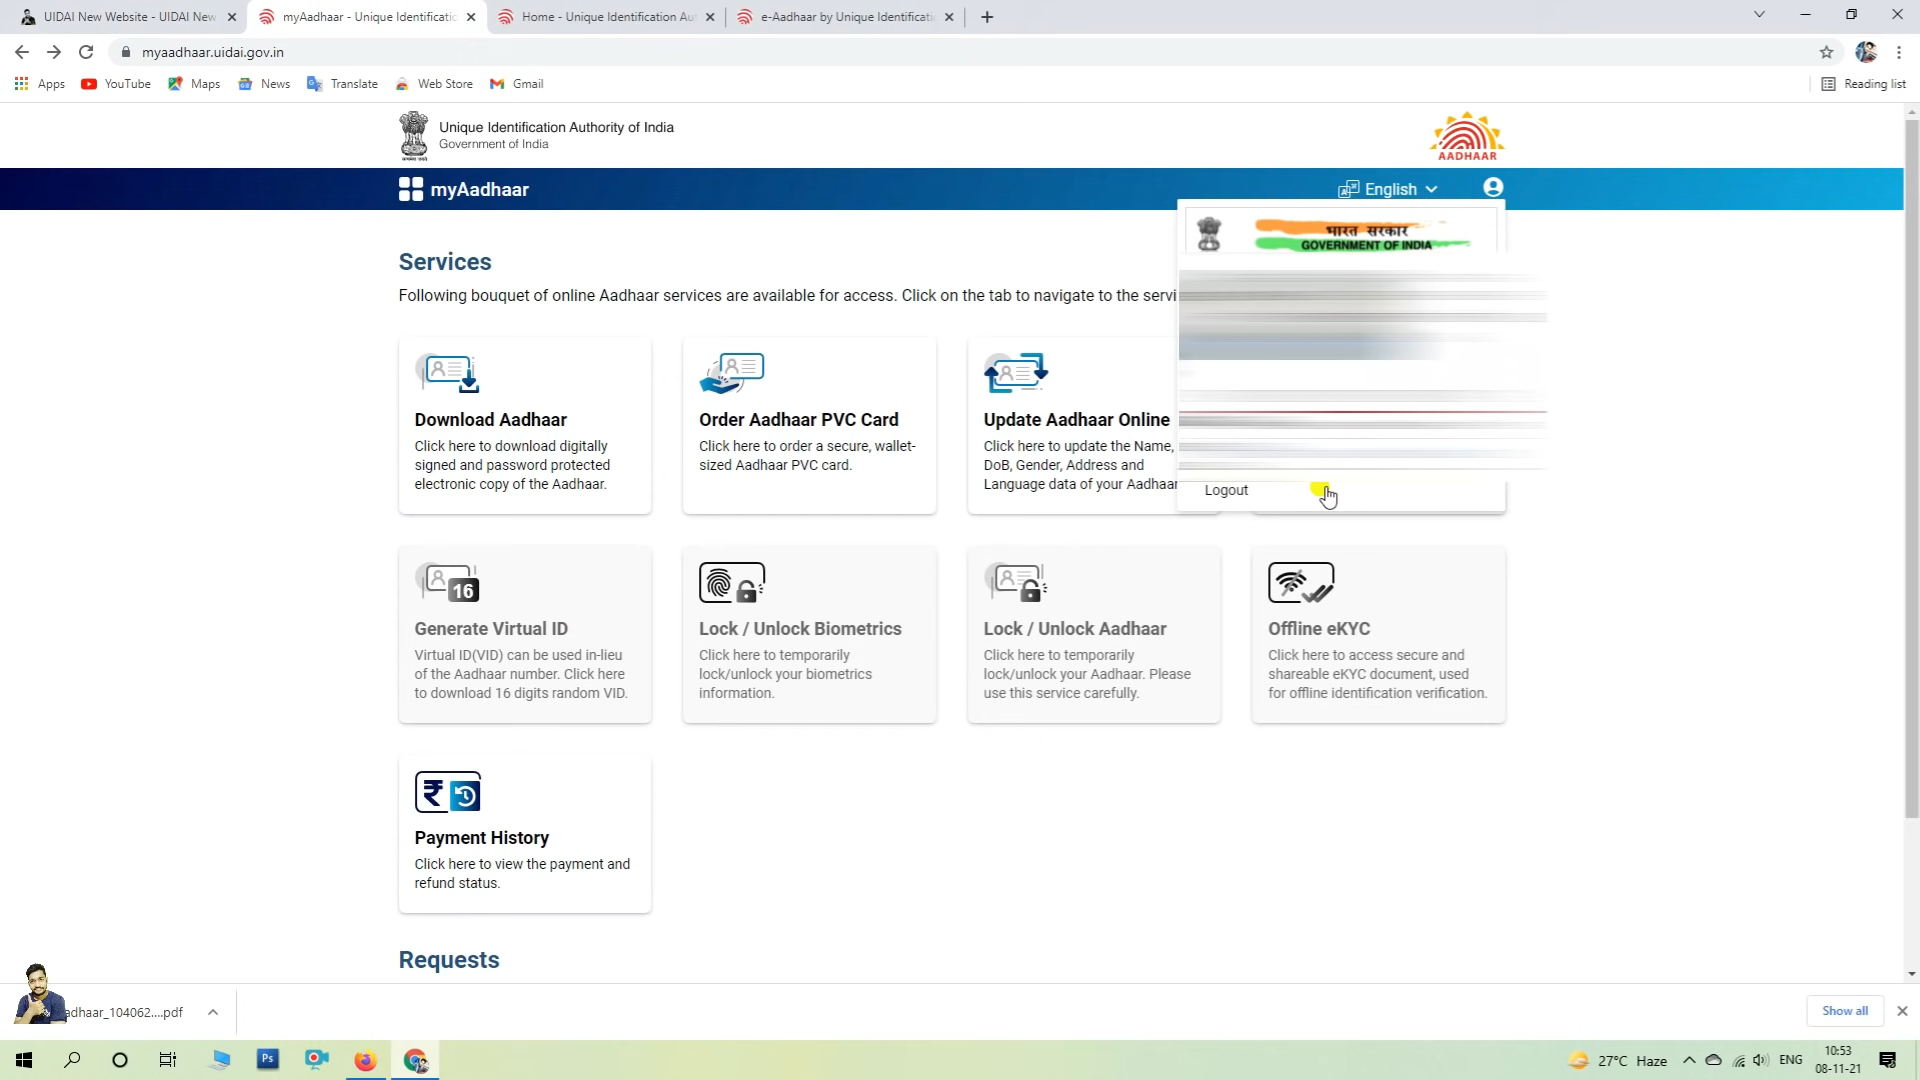 UIDAI New Website - UIDAI New
myAadhaar - Unique Identificatio
Home - Unique Identification Au
e-Aadhaar by Unique Identificati
myaadhaar.uidai.gov.in
Apps YouTube Maps News Translate Web Store Gmail
Reading list
Unique Identification Authority of India
Government of India
AADHAAR
myAadhaar
English
भारत सरकार
GOVERNMENT OF INDIA
Services
Following bouquet of online Aadhaar services are available for access. Click on the tab to navigate to the servi
Download Aadhaar
Click here to download digitally
signed and password protected
electronic copy of the Aadhaar.
Order Aadhaar PVC Card
Click here to order a secure, wallet-
sized Aadhaar PVC card.
Update Aadhaar Online
Click here to update the Name,
DoB, Gender, Address and
Language data of your Aadhaar
Logout
16
Generate Virtual ID
Virtual ID(VID) can be used in-lieu
of the Aadhaar number. Click here
to download 16 digits random VID.
Lock / Unlock Biometrics
Click here to temporarily
lock/unlock your biometrics
information.
Lock / Unlock Aadhaar
Click here to temporarily
lock/unlock your Aadhaar. Please
use this service carefully.
Offline eKYC
Click here to access secure and
shareable eKYC document, used
for offline identification verification.
₹
Payment History
Click here to view the payment and
refund status.
Requests
adhaar_104062....pdf
Show all
Ps
27°C Haze
ENG
10:53
08-11-21